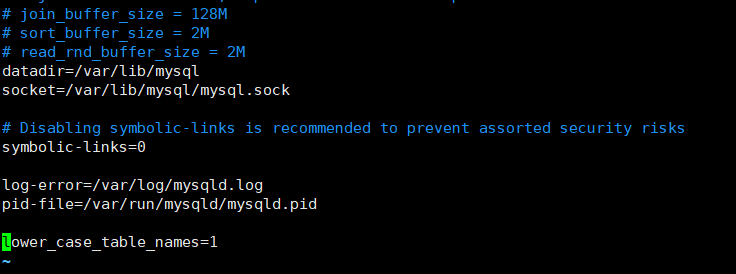 # join_buffer_size = 128M
# sort_buffer_size = 2M
# read_rnd_buffer_size = 2M
datadir=/var/lib/mysql
socket=/var/lib/mysql/mysql.sock
# Disabling symbolic-links is recommended to prevent assorted security risks
symbolic-links=0
log-error=/var/log/mysqld.log
pid-file=/var/run/mysqld/mysqld.pid
lower_case_table_names=1
~